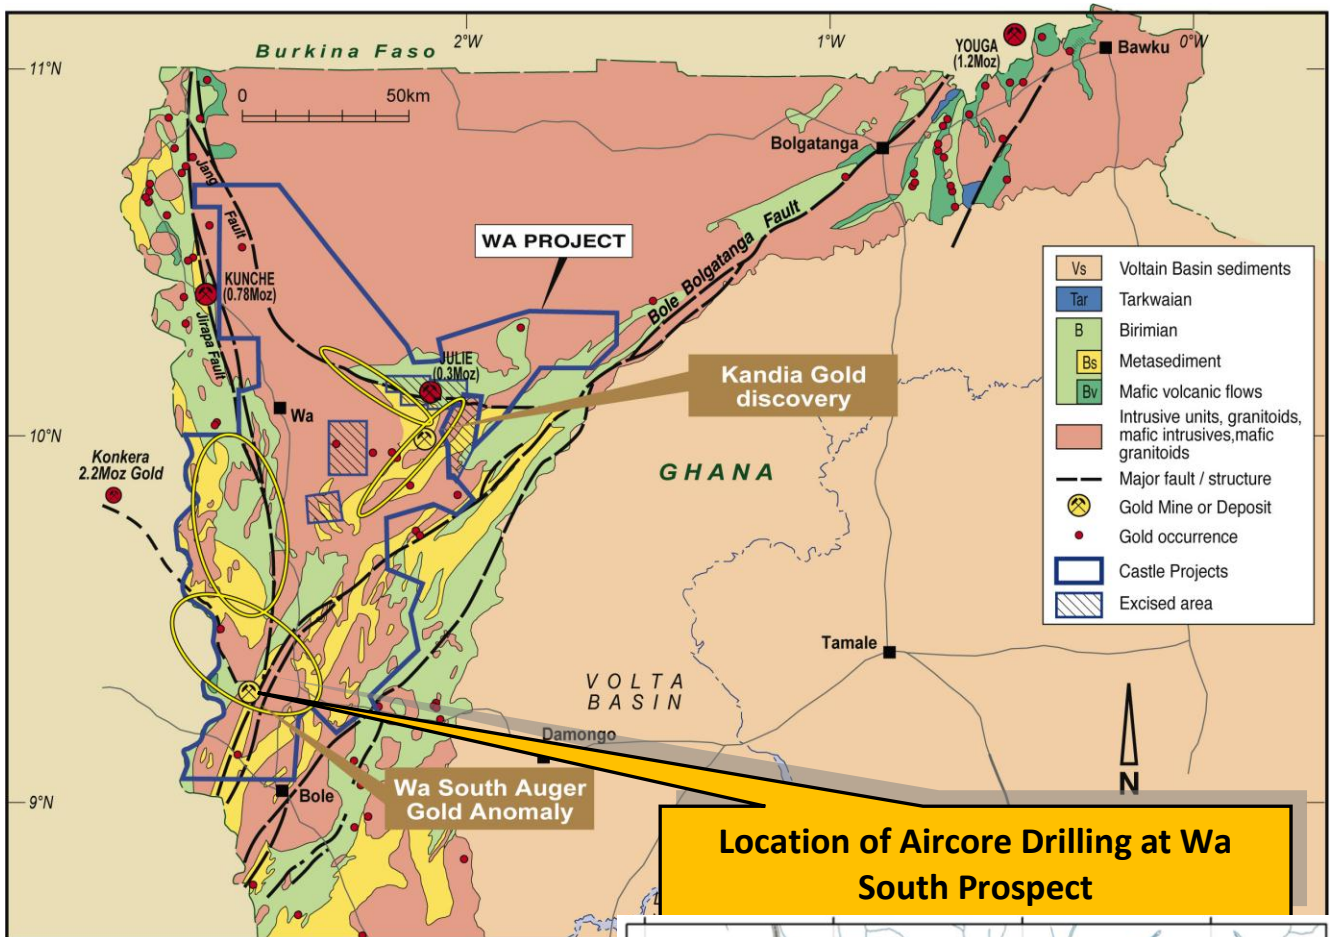 2°W
1°W
0°W
Burkina Faso
YOUGA
(1.2Moz)
Bawku
11°N
0
50km
Bolgatanga
Jang
Fault
Bole Bolgatanga Fault
WA PROJECT
KUNCHE
(0.78Moz)
Jirapa Fault
JULIE
(0.3Moz)
Kandia Gold
discovery
Wa
10°N
Konkera
2.2Moz Gold
GHANA
Vs Voltain Basin sediments
Tar Tarkwaian
B Birimian
Bs Metasediment
Bv Mafic volcanic flows
Intrusive units, granitoids,
mafic intrusives,mafic
granitoids
Major fault / structure
Gold Mine or Deposit
Gold occurrence
Castle Projects
Excised area
Tamale
VOLTA
BASIN
Damongo
N
Wa South Auger
Gold Anomaly
Bole
9°N
Location of Aircore Drilling at Wa
South Prospect